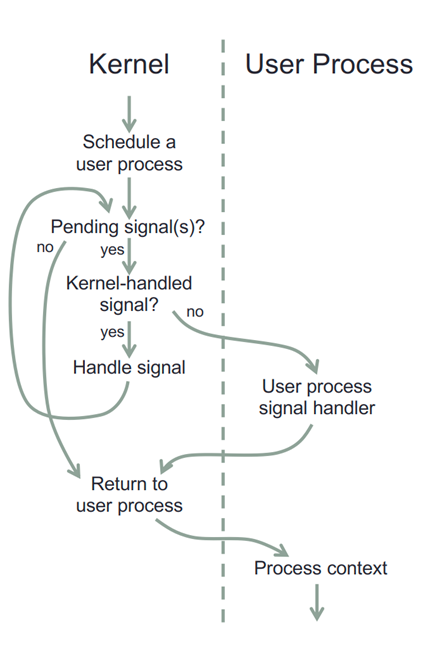 Kernel
User Process
Schedule a
user process
Pending signal(s)?
no
yes
Kernel-handled
signal?
no
yes
Handle signal
User process
signal handler
Return to
user process
Process context